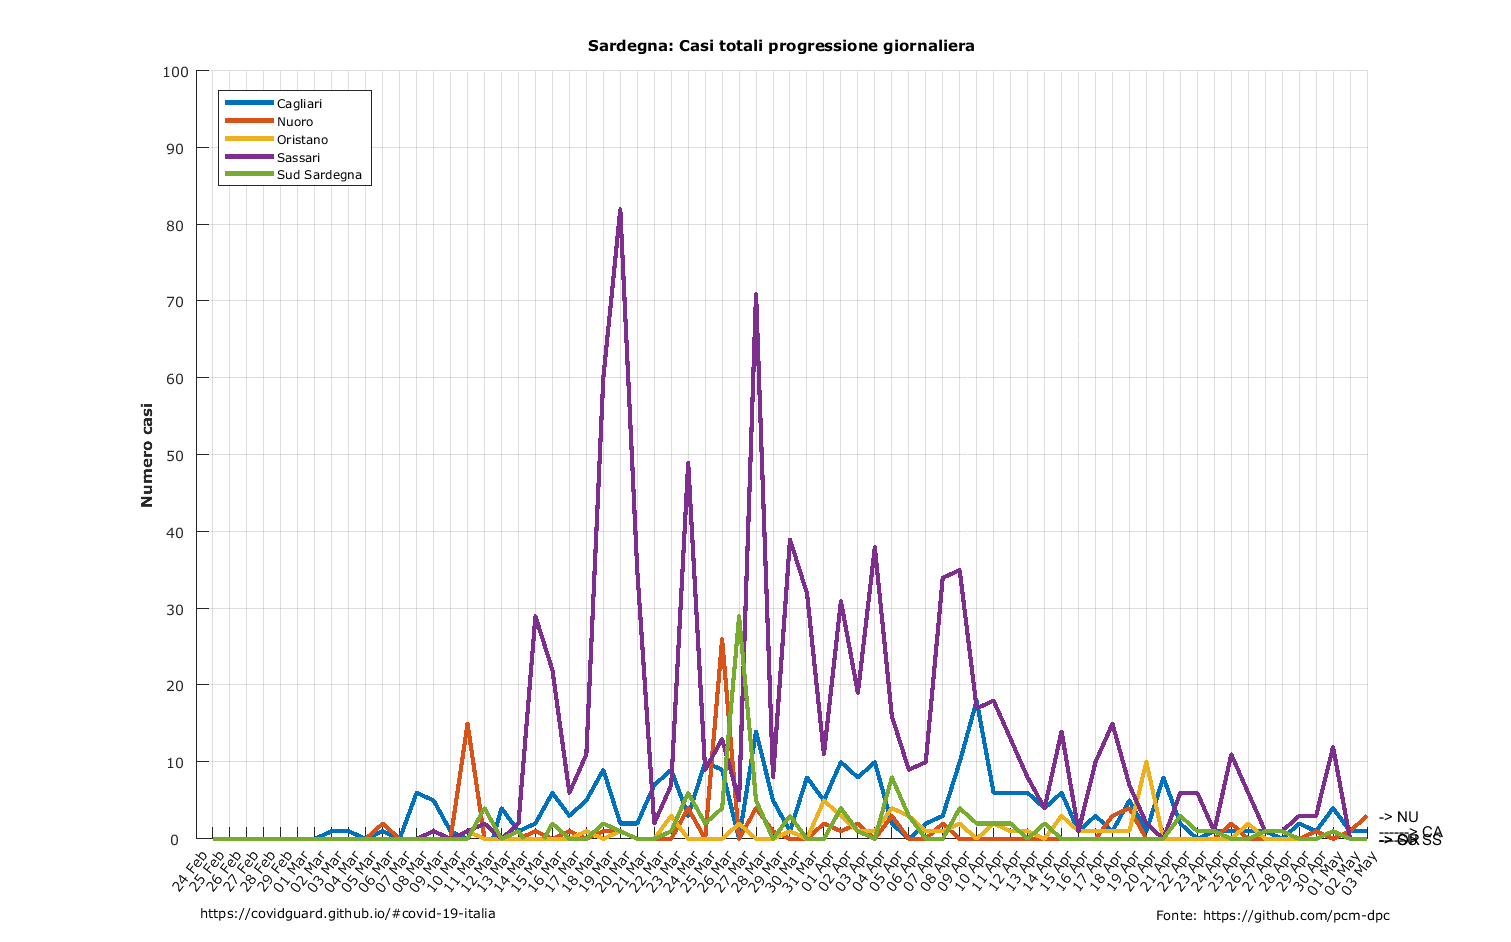 Sardegna: Casi totali progressione giornaliera
Numero casi
100
90
80
70
60
50
40
30
20
10
0
Cagliari
Nuoro
Oristano
Sassari
Sud Sardegna
24 Feb
25 Feb
26 Feb
27 Feb
28 Feb
29 Feb
01 Mar
02 Mar
03 Mar
04 Mar
05 Mar
06 Mar
07 Mar
08 Mar
09 Mar
10 Mar
11 Mar
12 Mar
13 Mar
14 Mar
15 Mar
16 Mar
17 Mar
18 Mar
19 Mar
20 Mar
21 Mar
22 Mar
23 Mar
24 Mar
25 Mar
26 Mar
27 Mar
28 Mar
29 Mar
30 Mar
31 Mar
01 Apr
02 Apr
03 Apr
04 Apr
05 Apr
06 Apr
07 Apr
08 Apr
09 Apr
10 Apr
11 Apr
12 Apr
13 Apr
14 Apr
15 Apr
16 Apr
17 Apr
18 Apr
19 Apr
20 Apr
21 Apr
22 Apr
23 Apr
24 Apr
25 Apr
26 Apr
27 Apr
28 Apr
29 Apr
30 Apr
01 May
02 May
03 May
-> NU
------> CA
SS
https://covidguard.github.io/#covid-19-italia
Fonte: https://github.com/pcm-dpc